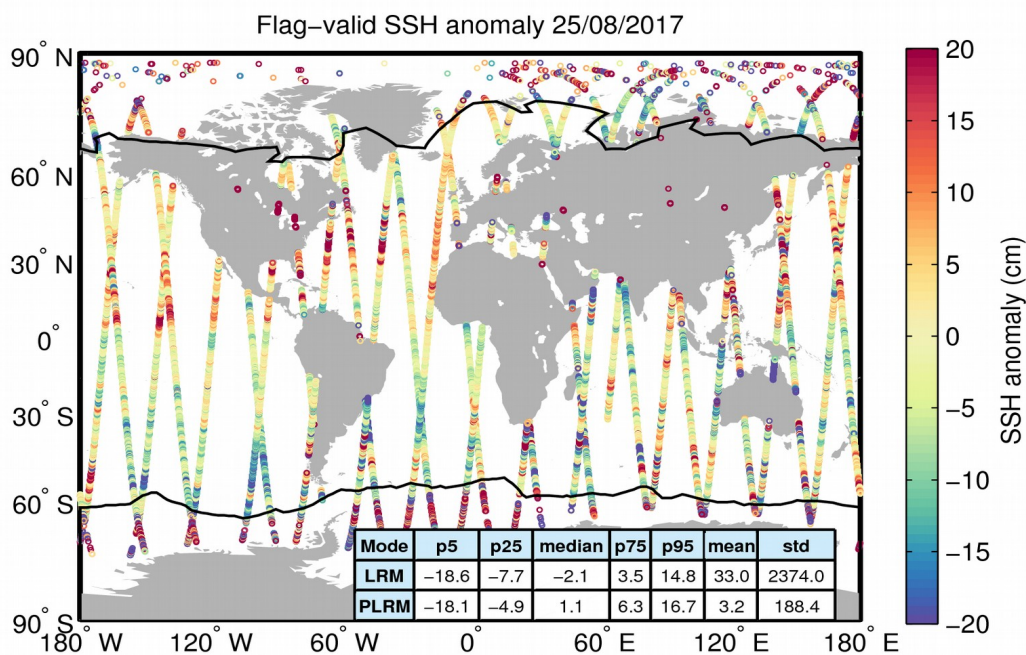 Flag−valid SSH anomaly 25/08/2017
90° N
60° N
30° N
0°
30° S
60° S
90° S
180° W
120° W
60° W
0°
60° E
120° E
180° E
Mode p5 p25 median p75 p95 mean std
LRM −18.6 −7.7 −2.1 3.5 14.8 33.0 2374.0
PLRM −18.1 −4.9 1.1 6.3 16.7 3.2 188.4
20
15
10
5
0
−5
−10
−15
−20
SSH anomaly (cm)